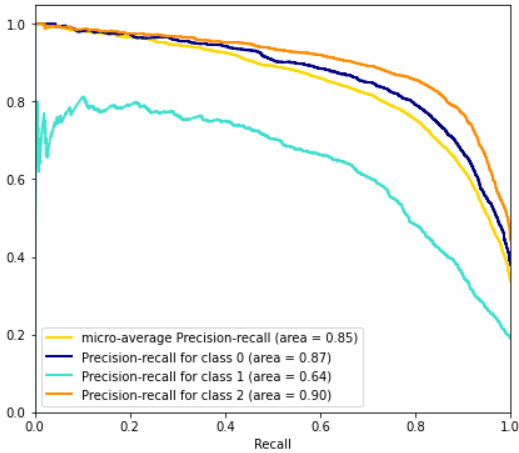 1.0
0.8
0.6
0.4
0.2
0.0
micro-average Precision-recall (area = 0.85)
Precision-recall for class 0 (area = 0.87)
Precision-recall for class 1 (area = 0.64)
Precision-recall for class 2 (area = 0.90)
0.0 0.2 0.4 0.6 0.8 1.0
Recall